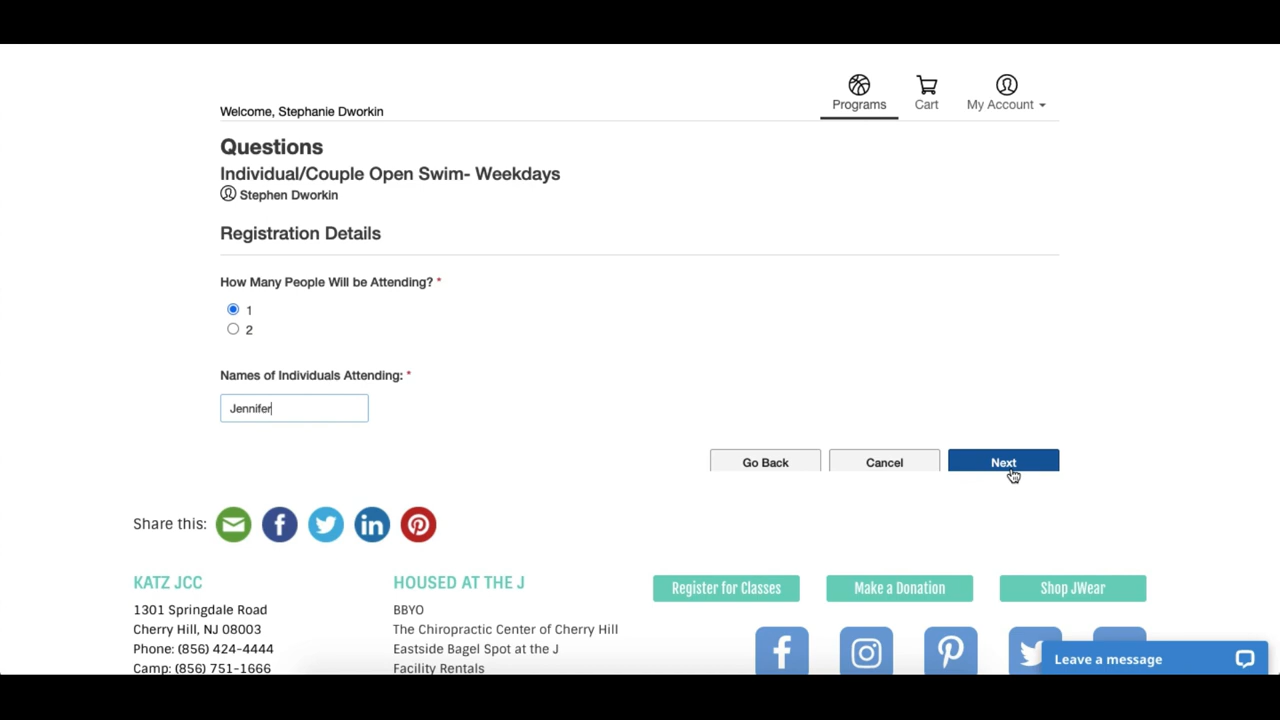 Programs
Cart
My Account
Welcome, Stephanie Dworkin
Questions
Individual/Couple Open Swim- Weekdays
Stephen Dworkin
Registration Details
How Many People Will be Attending? *
1
2
Names of Individuals Attending: *
Jennifer
Go Back
Cancel
Next
Share this:
KATZ JCC
1301 Springdale Road
Cherry Hill, NJ 08003
Phone: (856) 424-4444
Camp: (856) 751-1666
HOUSED AT THE J
BBYO
The Chiropractic Center of Cherry Hill
Eastside Bagel Spot at the J
Facility Rentals
Register for Classes
Make a Donation
Shop JWear
Leave a message